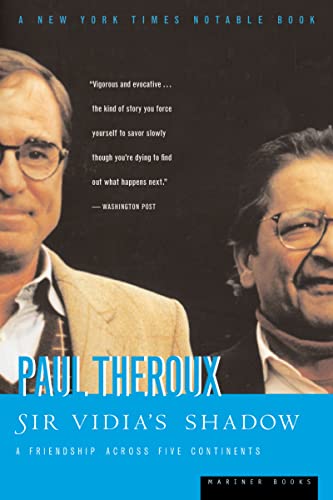 A NEW YORK TIMES NOTABLE BOOK
"Vigorous and evocative ...
the kind of story you force
yourself to savor slowly
though you're dying to find
out what happens next."
— WASHINGTON POST
PAUL THEROUX
SIR VIDIA'S SHADOW
A FRIENDSHIP ACROSS FIVE CONTINENTS
MARINER BOOKS